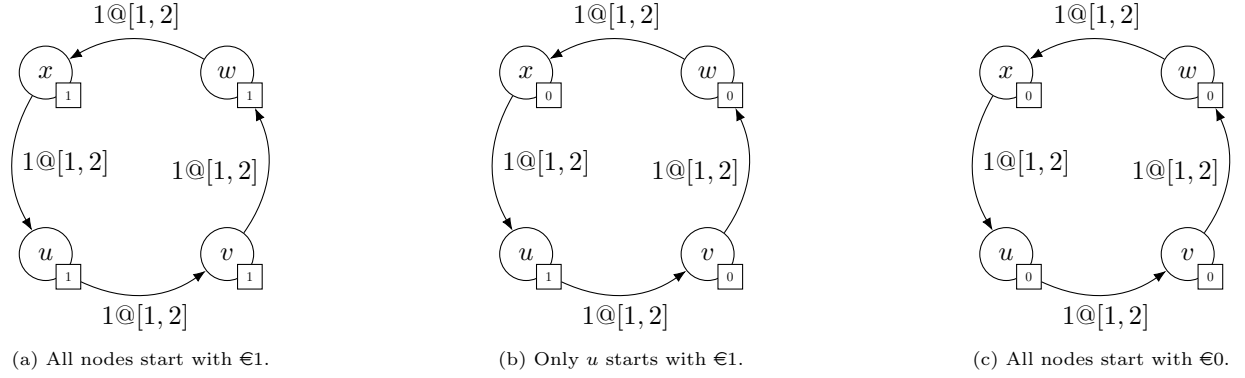 1@[1, 2]
x
1
w
1
1@[1, 2]
1@[1, 2]
u
1
v
1
1@[1, 2]
(a) All nodes start with €1.
1@[1, 2]
x
0
w
0
1@[1, 2]
1@[1, 2]
u
1
v
0
1@[1, 2]
(b) Only u starts with €1.
1@[1, 2]
x
0
w
0
1@[1, 2]
1@[1, 2]
u
0
v
0
1@[1, 2]
(c) All nodes start with €0.